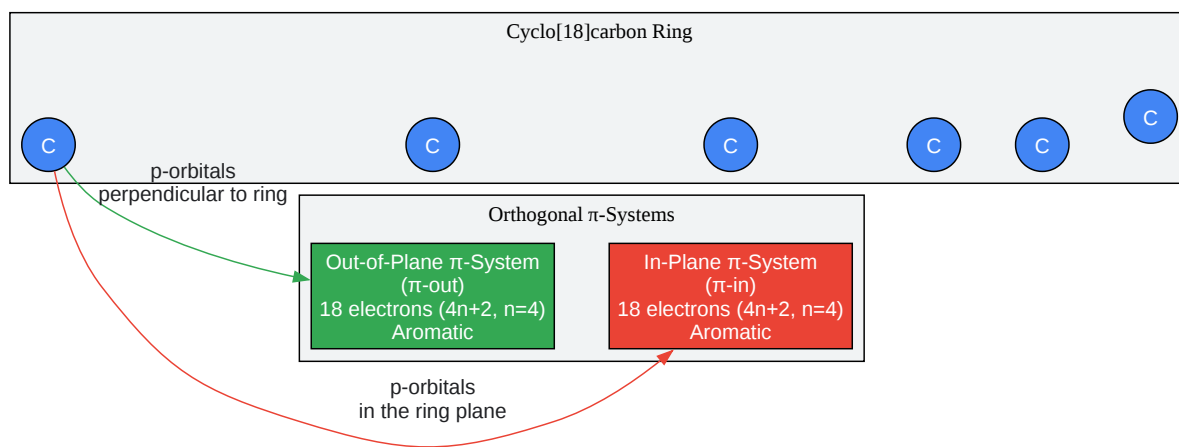 Cyclo[18]carbon Ring
C
C
C
C
C
C
p-orbitals
perpendicular to ring
Orthogonal π-Systems
Out-of-Plane π-System
(π-out)
18 electrons (4n+2, n=4)
Aromatic
In-Plane π-System
(π-in)
18 electrons (4n+2, n=4)
Aromatic
p-orbitals
in the ring plane